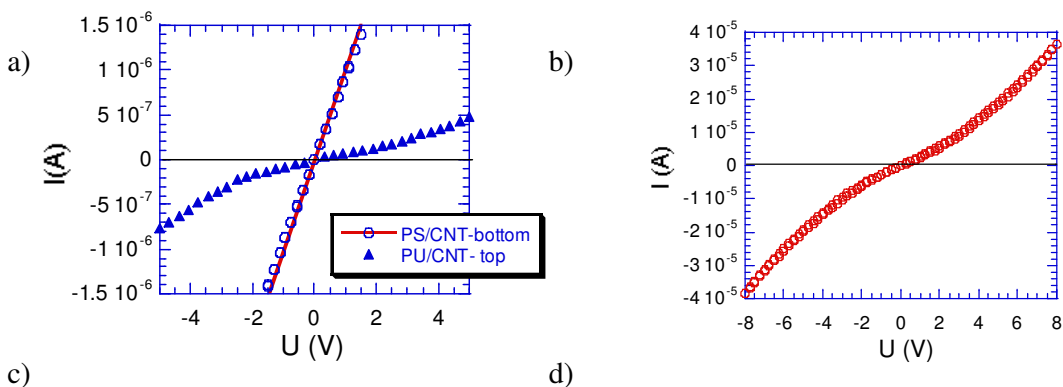 a)
I(A)
1.5 10⁻⁶
1 10⁻⁶
5 10⁻⁷
0
-5 10⁻⁷
-1 10⁻⁶
-1.5 10⁻⁶
-4 -2 0 2 4
U (V)
PS/CNT-bottom
PU/CNT- top
b)
I (A)
4 10⁻⁵
3 10⁻⁵
2 10⁻⁵
1 10⁻⁵
0
-1 10⁻⁵
-2 10⁻⁵
-3 10⁻⁵
-4 10⁻⁵
-8 -6 -4 -2 0 2 4 6 8
U (V)
c)
d)